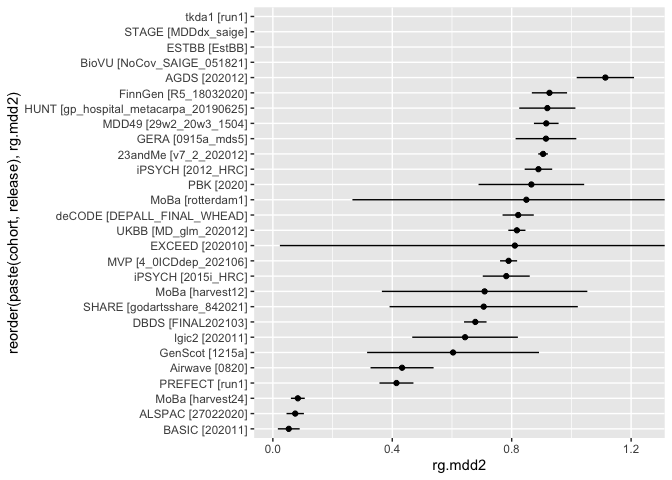 tkda1 [run1]
STAGE [MDDdx_saige]
ESTBB [EstBB]
BioVU [NoCov_SAIGE_051821]
AGDS [202012]
FinnGen [R5_18032020]
HUNT [gp_hospital_metacarpa_20190625]
MDD49 [29w2_20w3_1504]
GERA [0915a_mds5]
23andMe [v7_2_202012]
iPSYCH [2012_HRC]
PBK [2020]
MoBa [rotterdam1]
deCODE [DEPALL_FINAL_WHEAD]
UKBB [MD_glm_202012]
EXCEED [202010]
MVP [4_0ICDdep_202106]
iPSYCH [2015i_HRC]
MoBa [harvest12]
SHARE [godartsshare_842021]
DBDS [FINAL202103]
lgic2 [202011]
GenScot [1215a]
Airwave [0820]
PREFECT [run1]
MoBa [harvest24]
ALSPAC [27022020]
BASIC [202011]
reorder(paste(cohort, release), rg.mdd2)
0.0 0.4 0.8 1.2
rg.mdd2